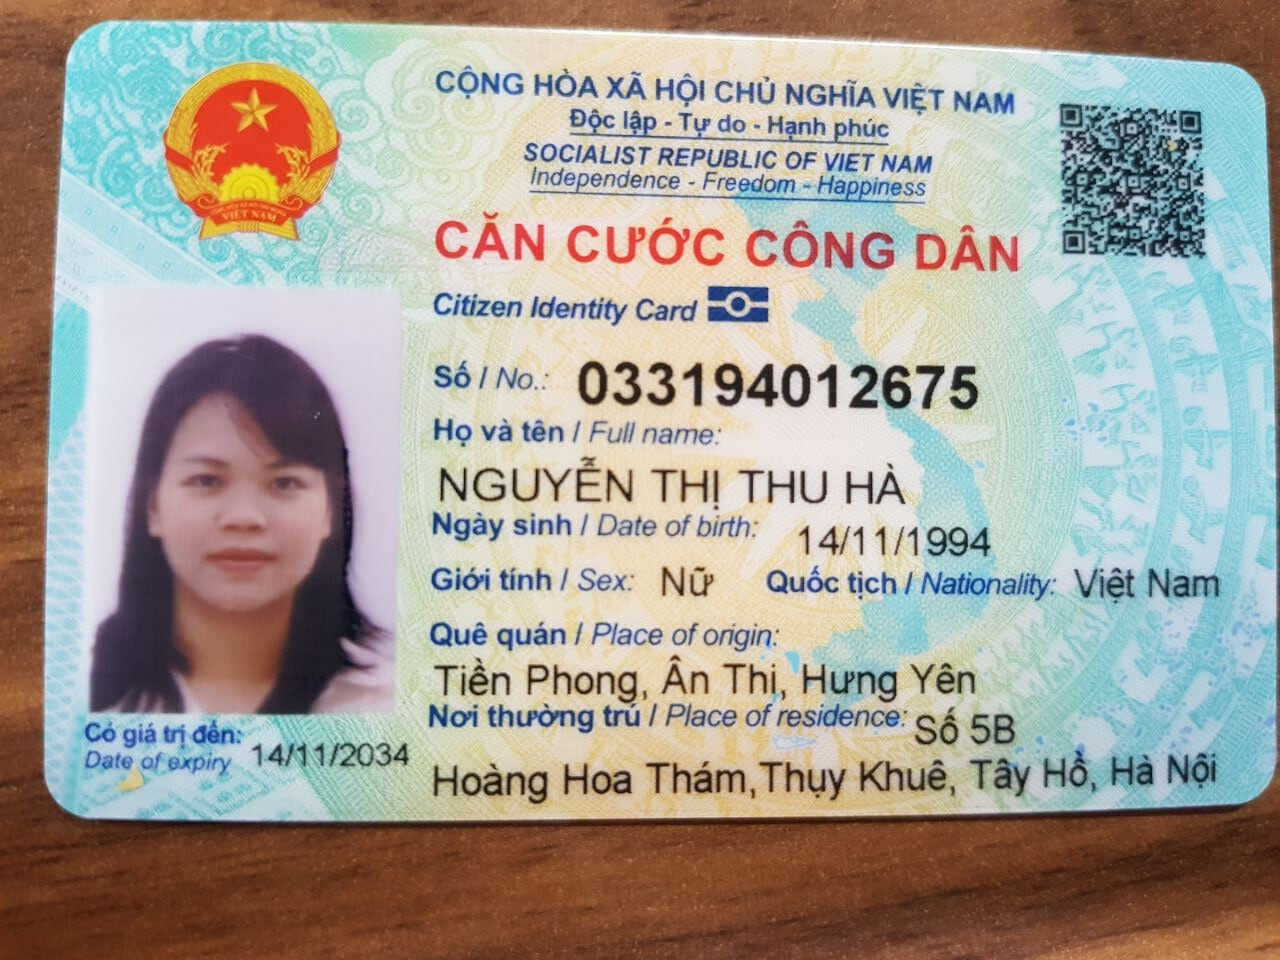 CỘNG HÒA XÃ HỘI CHỦ NGHĨA VIỆT NAM
Độc lập - Tự do - Hạnh phúc
SOCIALIST REPUBLIC OF VIET NAM
Independence - Freedom - Happiness
VIỆT NAM
CĂN CƯỚC CÔNG DÂN
Citizen Identity Card
Số / No.: 033194012675
Họ và tên / Full name:
NGUYỄN THỊ THU HÀ
Ngày sinh / Date of birth: 14/11/1994
Giới tính / Sex: Nữ Quốc tịch / Nationality: Việt Nam
Quê quán / Place of origin:
Tiền Phong, Ân Thi, Hưng Yên
Nơi thường trú / Place of residence: Số 5B
Hoàng Hoa Thám,Thụy Khuê, Tây Hồ, Hà Nội
Có giá trị đến: 14/11/2034
Date of expiry